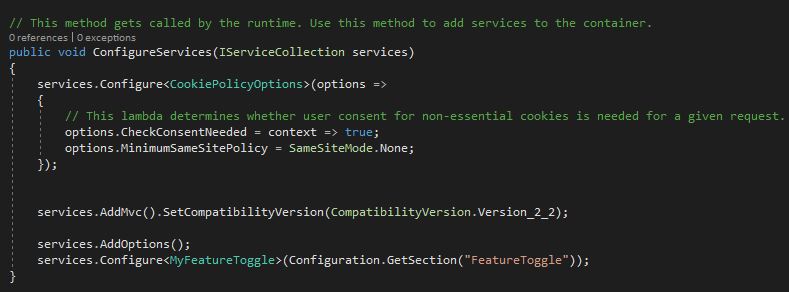 // This method gets called by the runtime. Use this method to add services to the container.
0 references | 0 exceptions
public void ConfigureServices(IServiceCollection services)
{
    services.Configure<CookiePolicyOptions>(options =>
    {
        // This lambda determines whether user consent for non-essential cookies is needed for a given request.
        options.CheckConsentNeeded = context => true;
        options.MinimumSameSitePolicy = SameSiteMode.None;
    });
    services.AddMvc().SetCompatibilityVersion(CompatibilityVersion.Version_2_2);
    services.AddOptions();
    services.Configure<MyFeatureToggle>(Configuration.GetSection("FeatureToggle"));
}